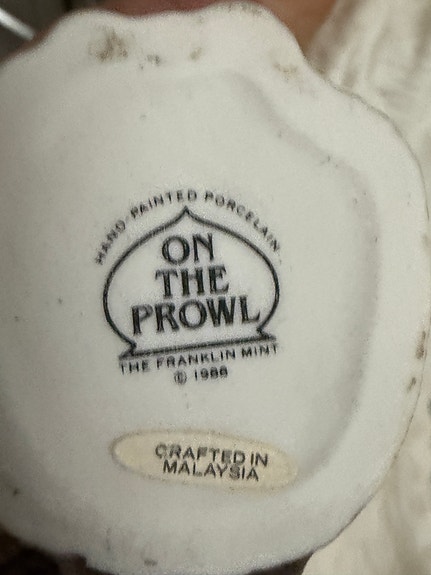 HAND-PAINTED PORCELAIN
ON
THE
PROWL
THE FRANKLIN MINT
© 1988
CRAFTED IN
MALAYSIA